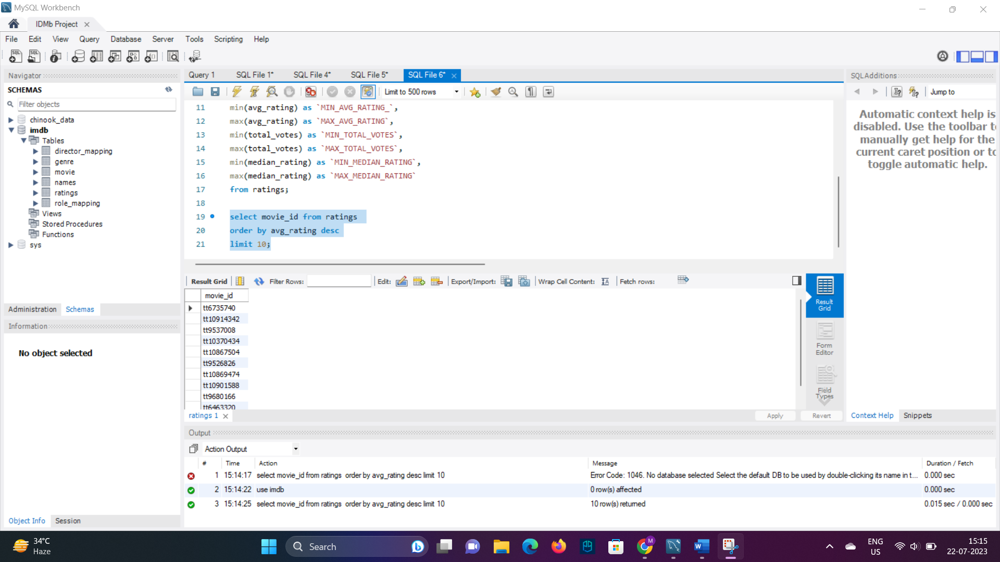 MySQL Workbench
IDMb Project
File Edit View Query Database Server Tools Scripting Help
Navigator
SCHEMAS
Filter objects
chinook_data
imdb
Tables
director_mapping
genre
movie
names
ratings
role_mapping
Views
Stored Procedures
Functions
sys
Administration Schemas
Information
No object selected
Object Info Session
Query 1 SQL File 1* SQL File 4* SQL File 5* SQL File 6*
Limit to 500 rows
11 min(avg_rating) as `MIN_AVG_RATING_`,
12 max(avg_rating) as `MAX_AVG_RATING`,
13 min(total_votes) as `MIN_TOTAL_VOTES`,
14 max(total_votes) as `MAX_TOTAL_VOTES`,
15 min(median_rating) as `MIN_MEDIAN_RATING`,
16 max(median_rating) as `MAX_MEDIAN_RATING`
17 from ratings;
18
19 select movie_id from ratings
20 order by avg_rating desc
21 limit 10;
Result Grid Filter Rows: Edit: Export/Import: Wrap Cell Content: Fetch rows:
movie_id
tt6735740
tt10914342
tt9537008
tt10370434
tt10867504
tt9526826
tt10869474
tt10901588
tt9680166
tt6463320
Result
Grid
Form
Editor
Field
Types
ratings 1
Apply Revert
SQLAdditions
Jump to
Automatic context help is
disabled. Use the toolbar to
manually get help for the
current caret position or to
toggle automatic help.
Context Help Snippets
Output
Action Output
# Time Action Message Duration / Fetch
1 15:14:17 select movie_id from ratings order by avg_rating desc limit 10 Error Code: 1046. No database selected Select the default DB to be used by double-clicking its name in t... 0.000 sec
2 15:14:22 use imdb 0 row(s) affected 0.000 sec
3 15:14:25 select movie_id from ratings order by avg_rating desc limit 10 10 row(s) returned 0.015 sec / 0.000 sec
34°C
Haze
Search
ENG
US
15:15
22-07-2023